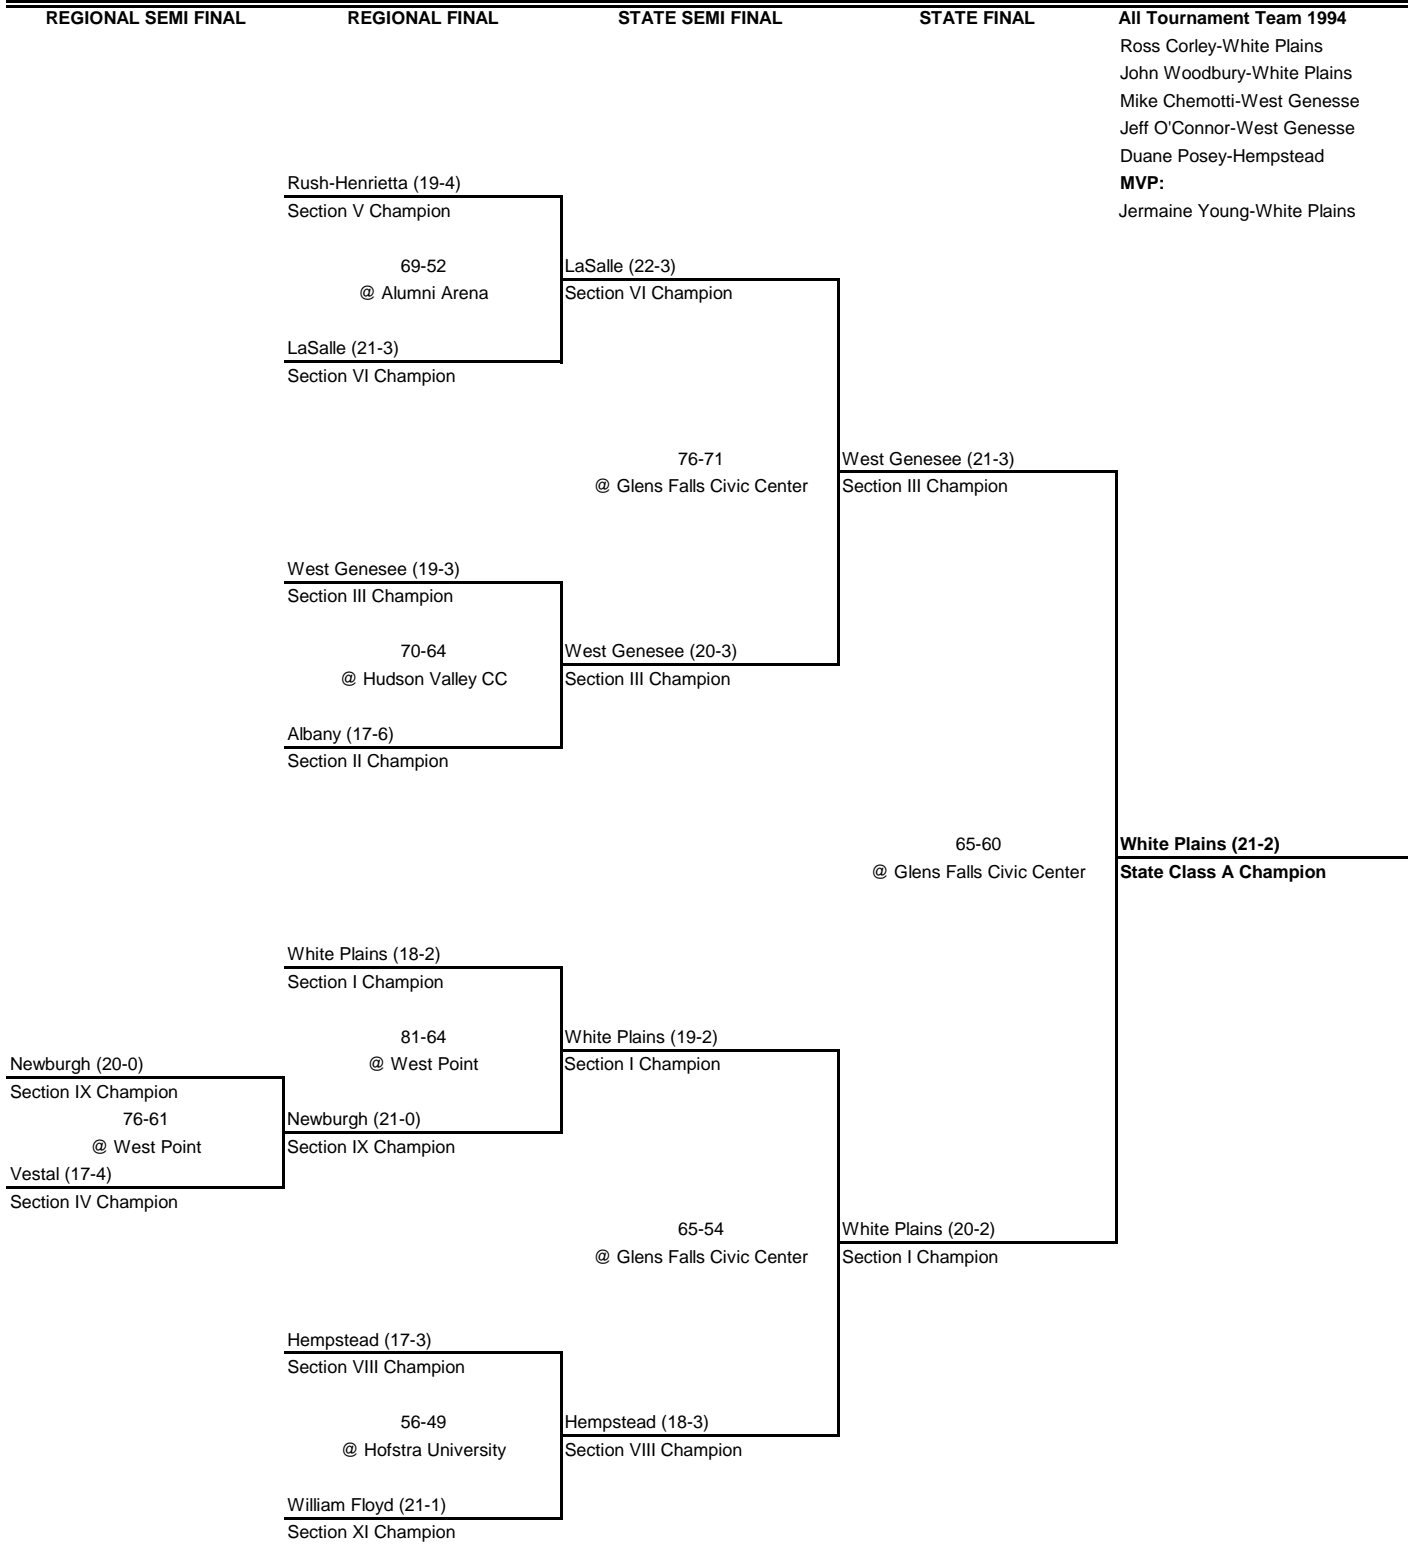 REGIONAL SEMI FINAL
REGIONAL FINAL
STATE SEMI FINAL
STATE FINAL
All Tournament Team 1994
Ross Corley-White Plains
John Woodbury-White Plains
Mike Chemotti-West Genesse
Jeff O'Connor-West Genesse
Duane Posey-Hempstead
MVP:
Jermaine Young-White Plains
Rush-Henrietta (19-4)
Section V Champion
69-52
@ Alumni Arena
LaSalle (22-3)
Section VI Champion
LaSalle (21-3)
Section VI Champion
76-71
@ Glens Falls Civic Center
West Genesee (21-3)
Section III Champion
West Genesee (19-3)
Section III Champion
70-64
@ Hudson Valley CC
West Genesee (20-3)
Section III Champion
Albany (17-6)
Section II Champion
65-60
@ Glens Falls Civic Center
White Plains (21-2)
State Class A Champion
White Plains (18-2)
Section I Champion
81-64
@ West Point
White Plains (19-2)
Section I Champion
Newburgh (20-0)
Section IX Champion
76-61
@ West Point
Newburgh (21-0)
Section IX Champion
Vestal (17-4)
Section IV Champion
65-54
@ Glens Falls Civic Center
White Plains (20-2)
Section I Champion
Hempstead (17-3)
Section VIII Champion
56-49
@ Hofstra University
Hempstead (18-3)
Section VIII Champion
William Floyd (21-1)
Section XI Champion